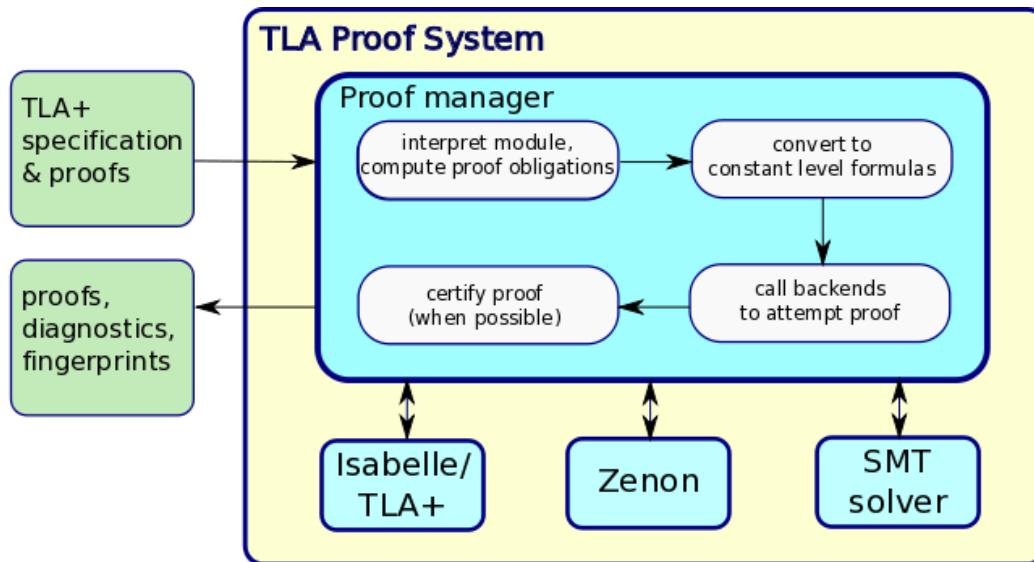 TLA Proof System
TLA+
specification
& proofs
Proof manager
interpret module,
compute proof obligations
convert to
constant level formulas
call backends
to attempt proof
certify proof
(when possible)
proofs,
diagnostics,
fingerprints
Isabelle/
TLA+
Zenon
SMT
solver